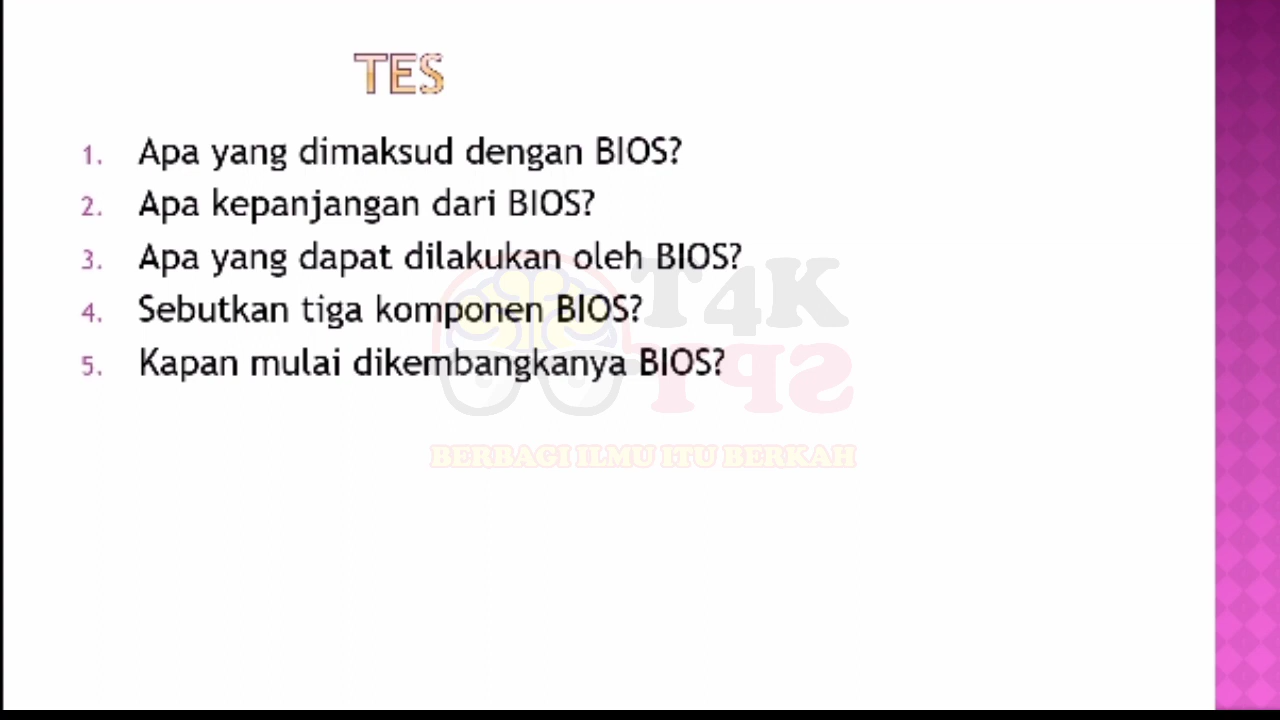 TES
1. Apa yang dimaksud dengan BIOS?
2. Apa kepanjangan dari BIOS?
3. Apa yang dapat dilakukan oleh BIOS?
4. Sebutkan tiga komponen BIOS?
5. Kapan mulai dikembangkanya BIOS?
T4K
SPI
BERBAGI ILMU ITU BERKAH